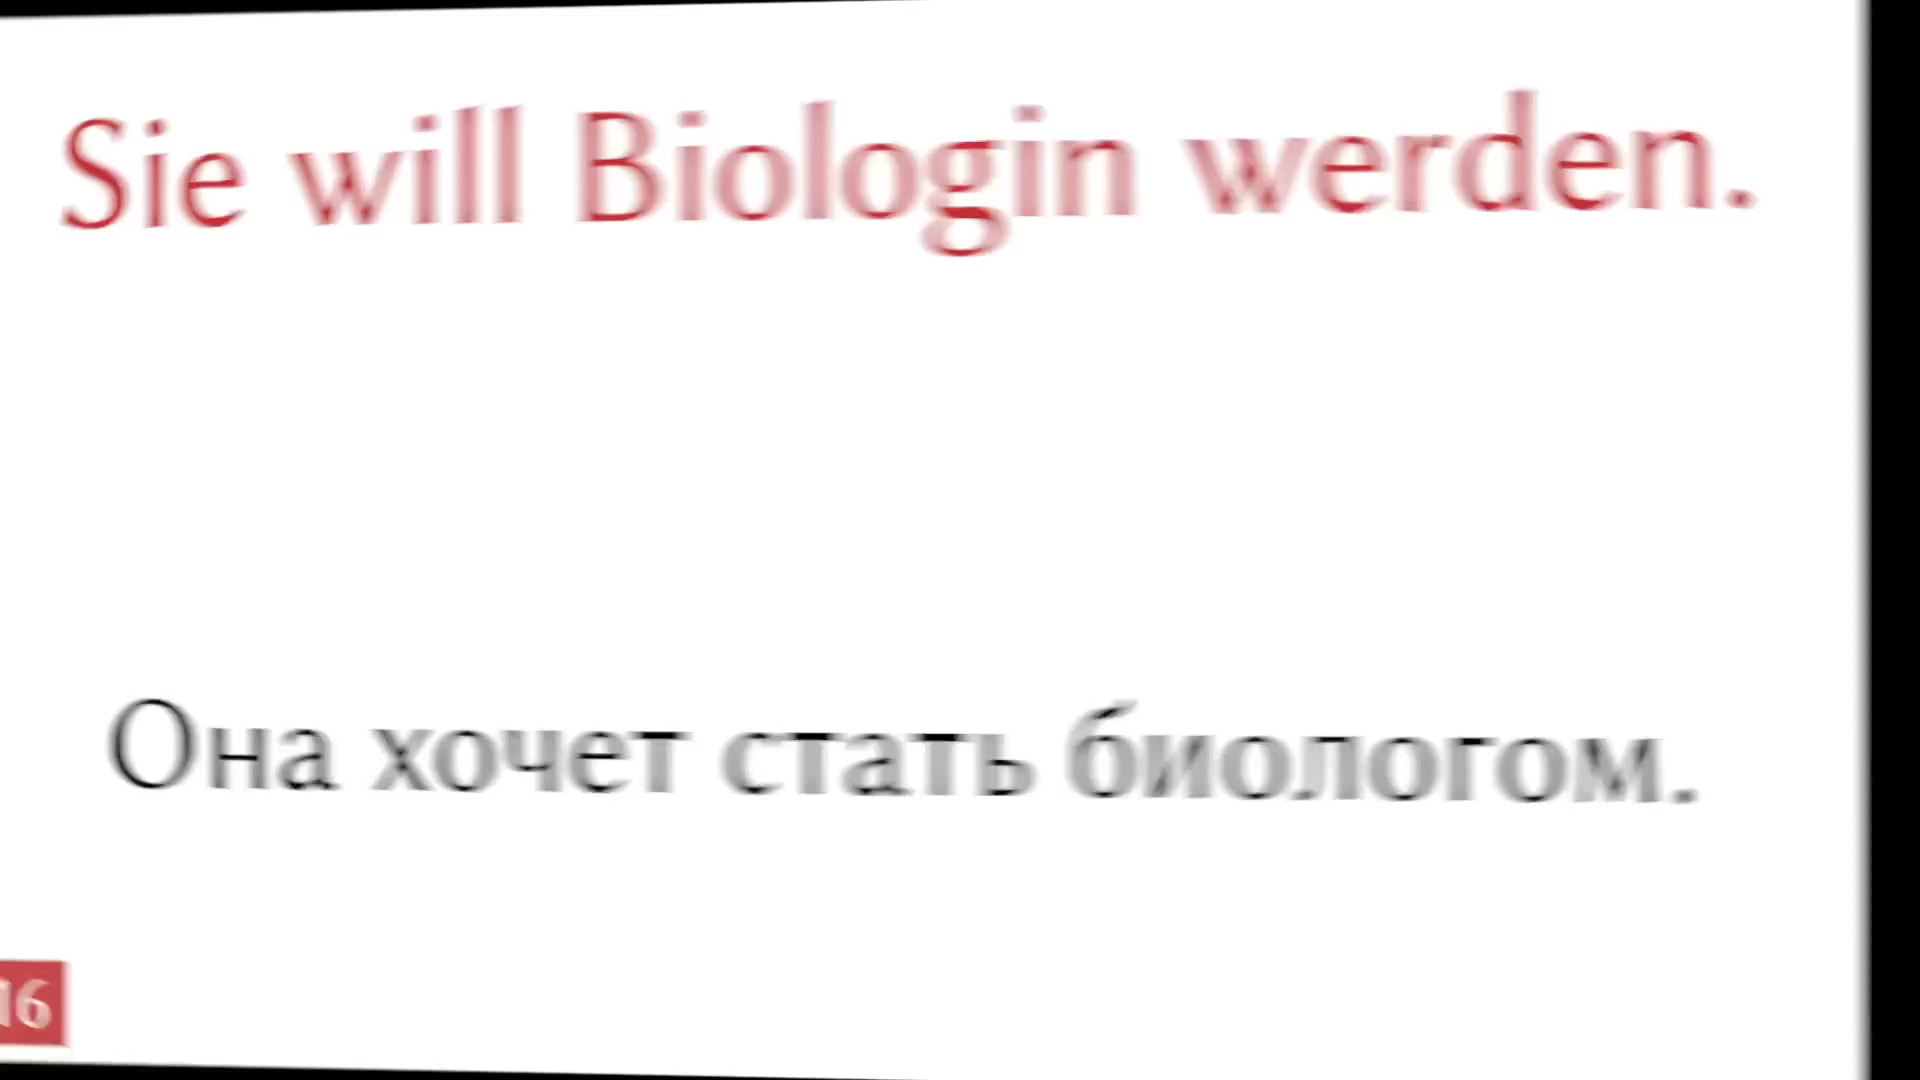 Sie will Biologin werden.
Она хочет стать биологом.
16